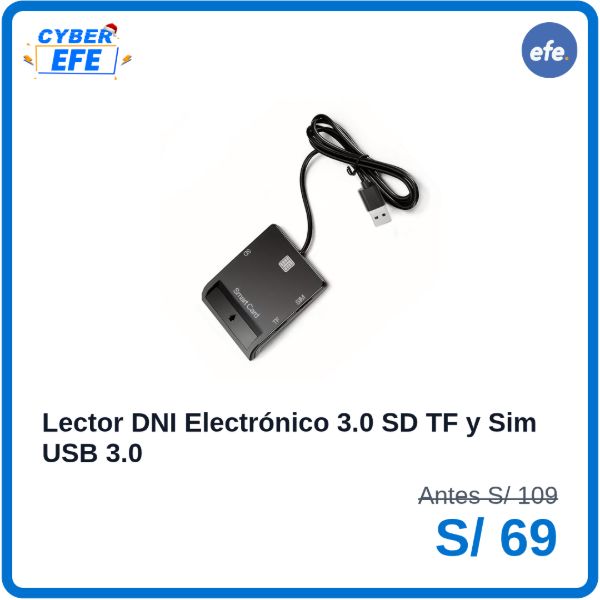 CYBER
EFE
efe.
Smart Card
SIM
TF
Lector DNI Electrónico 3.0 SD TF y Sim
USB 3.0
Antes S/ 109
S/ 69